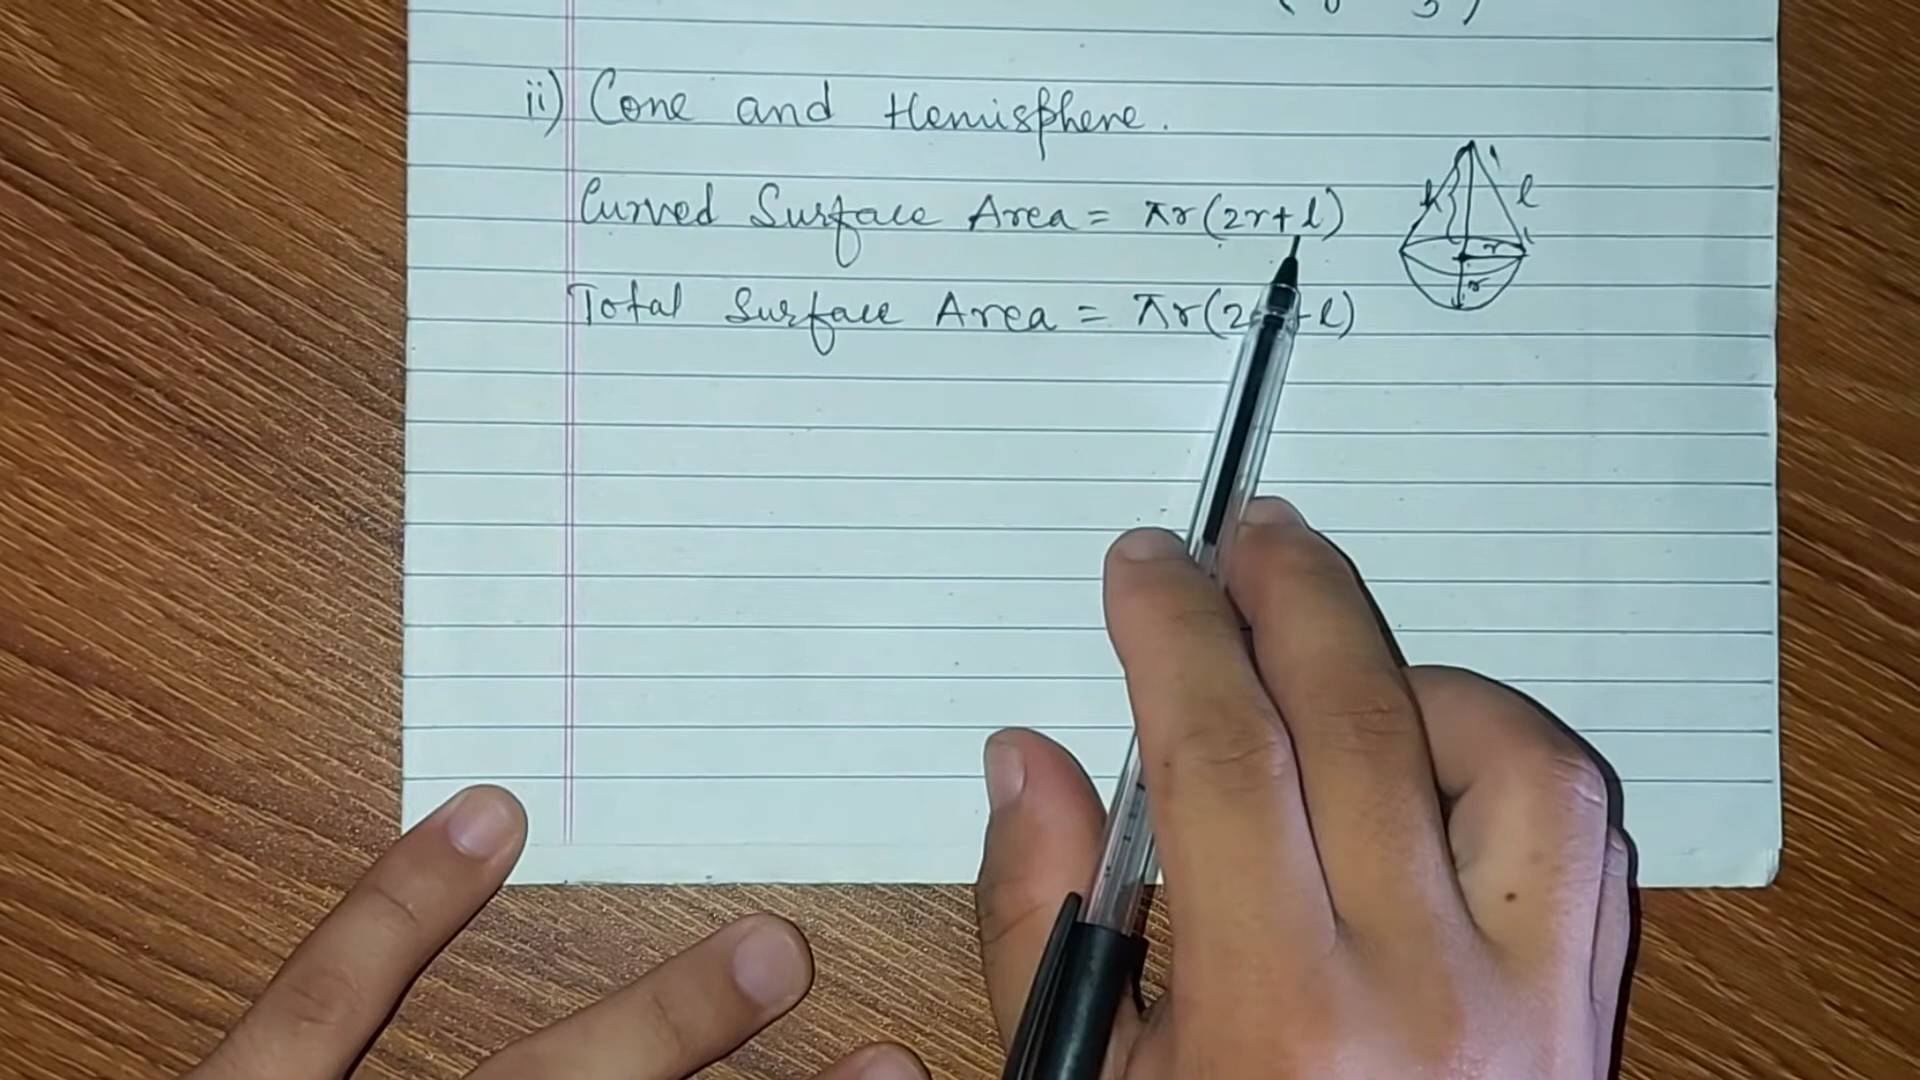 ii) Cone and Hemisphere.
Curved Surface Area = πr(2r+l)
Total Surface Area = πr(2 +l)
h l
r
r